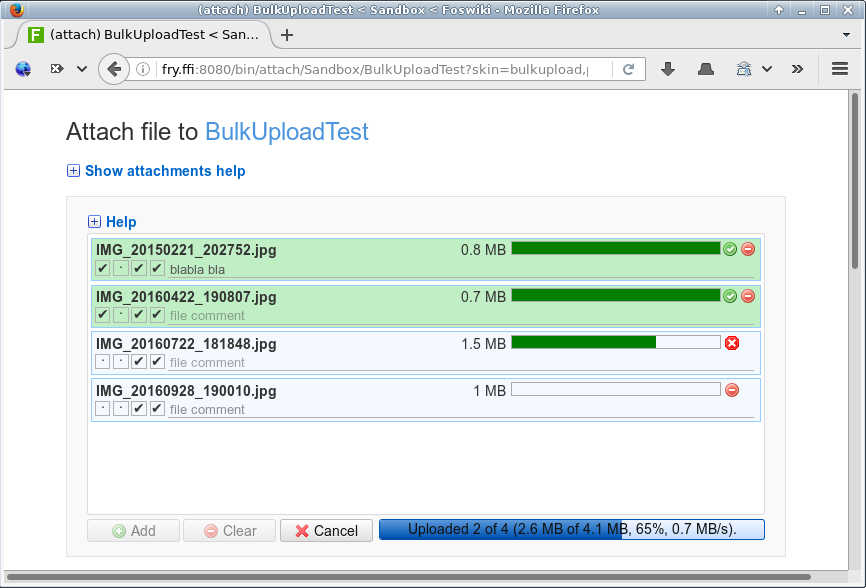 (attach) BulkUploadTest < Sandbox < Foswiki - Mozilla Firefox
(attach) BulkUploadTest < San...
fry.ffi:8080/bin/attach/Sandbox/BulkUploadTest?skin=bulkupload,
Attach file to BulkUploadTest
Show attachments help
Help
IMG_20150221_202752.jpg 0.8 MB
blabla bla
IMG_20160422_190807.jpg 0.7 MB
file comment
IMG_20160722_181848.jpg 1.5 MB
file comment
IMG_20160928_190010.jpg 1 MB
file comment
Add Clear Cancel Uploaded 2 of 4 (2.6 MB of 4.1 MB, 65%, 0.7 MB/s).